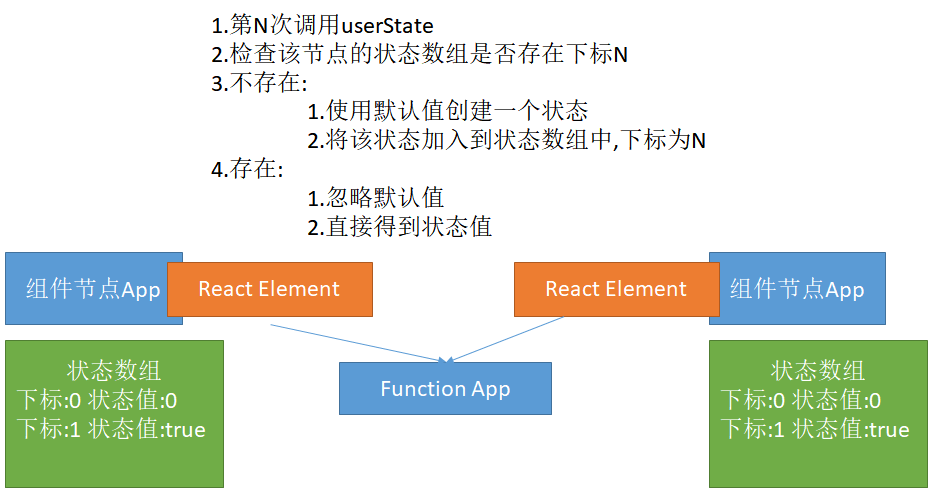 1.第N次调用userState
2.检查该节点的状态数组是否存在下标N
3.不存在:
1.使用默认值创建一个状态
2.将该状态加入到状态数组中,下标为N
4.存在:
1.忽略默认值
2.直接得到状态值
组件节点App
React Element
React Element
组件节点App
状态数组
下标:0 状态值:0
下标:1 状态值:true
Function App
状态数组
下标:0 状态值:0
下标:1 状态值:true